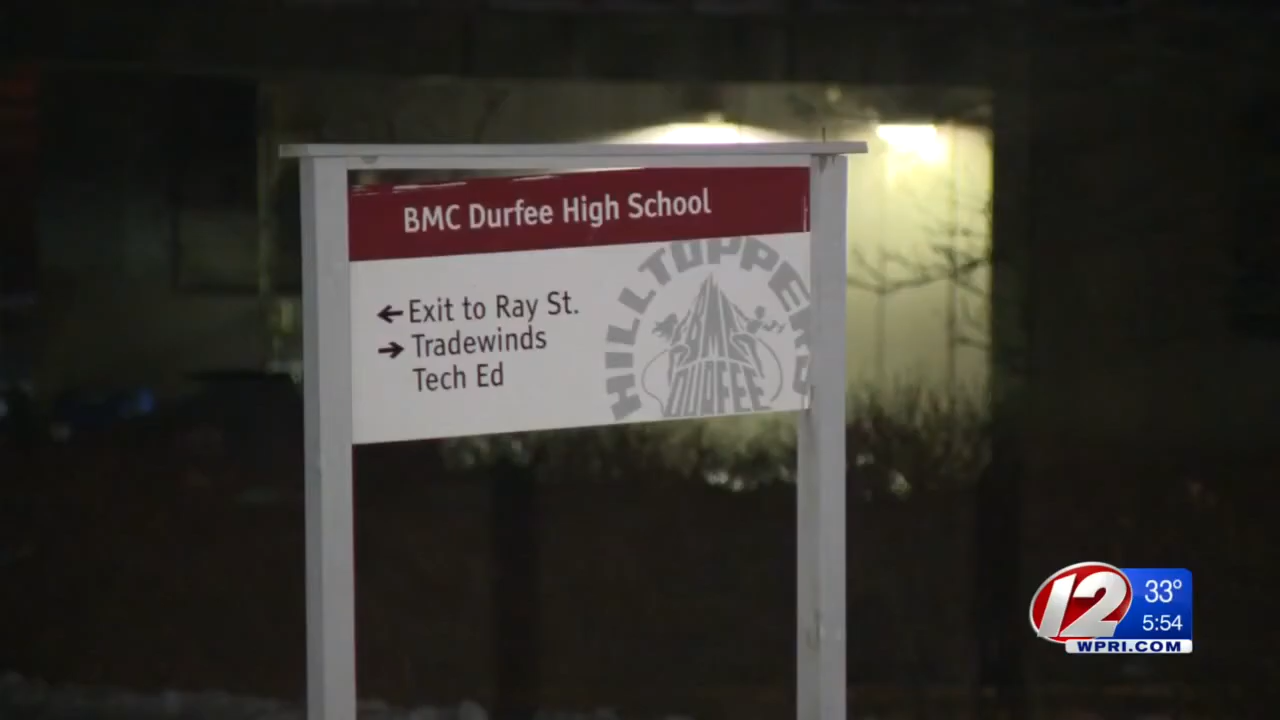 BMC Durfee High School
← Exit to Ray St.
→ Tradewinds
Tech Ed
HILLTOPPERS
BMC
DURFEE
12
33°
5:54
WPRI.COM